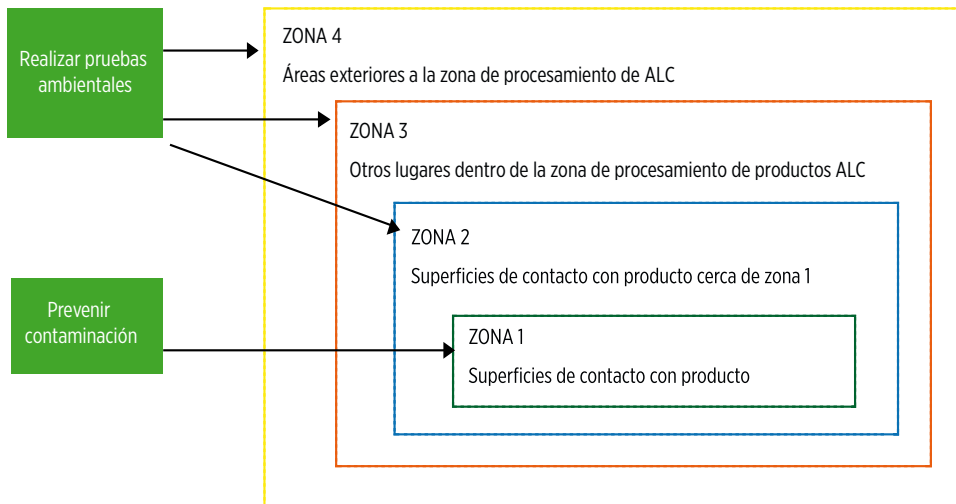 Realizar pruebas
ambientales
ZONA 4
Áreas exteriores a la zona de procesamiento de ALC
ZONA 3
Otros lugares dentro de la zona de procesamiento de productos ALC
ZONA 2
Superficies de contacto con producto cerca de zona 1
Prevenir
contaminación
ZONA 1
Superficies de contacto con producto